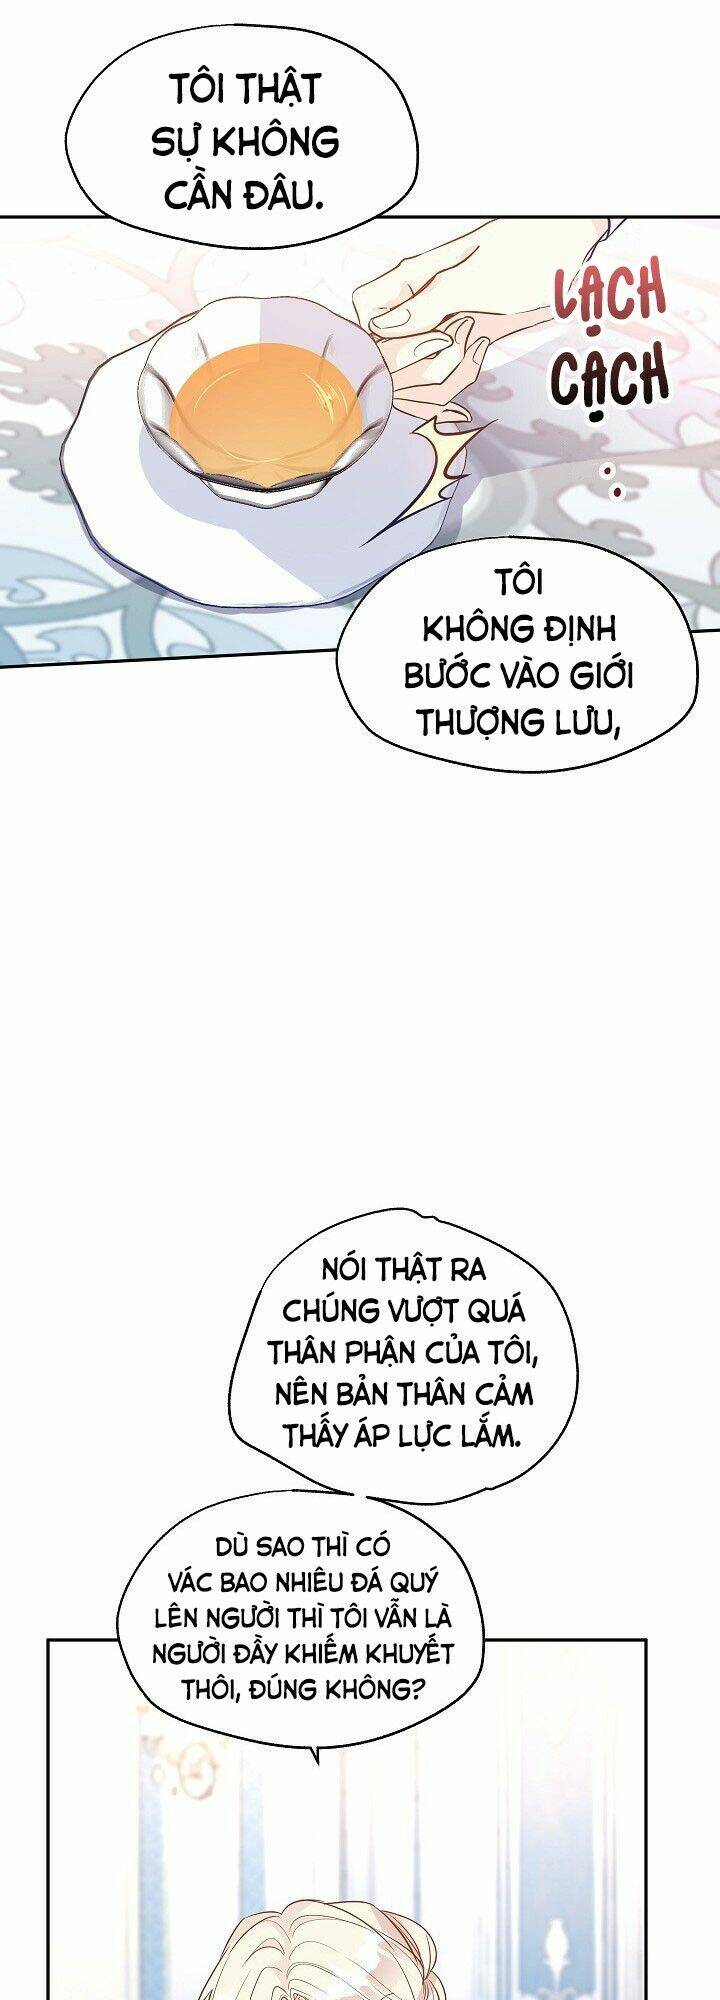 TÔI THẬT
SỰ KHÔNG
CẦN ĐÂU.
LẠCH
CẠCH
TÔI
KHÔNG ĐỊNH
BƯỚC VÀO GIỚI
THƯỢNG LƯU,
NÓI THẬT RA
CHÚNG VƯỢT QUÁ
THÂN PHẬN CỦA TÔI,
NÊN BẢN THÂN CẢM
THẤY ÁP LỰC LẮM.
DÙ SAO THÌ CÓ
VÁC BAO NHIÊU ĐÁ QUÝ
LÊN NGƯỜI THÌ TÔI VẪN LÀ
NGƯỜI ĐẦY KHIẾM KHUYẾT
THÔI, ĐÚNG KHÔNG?